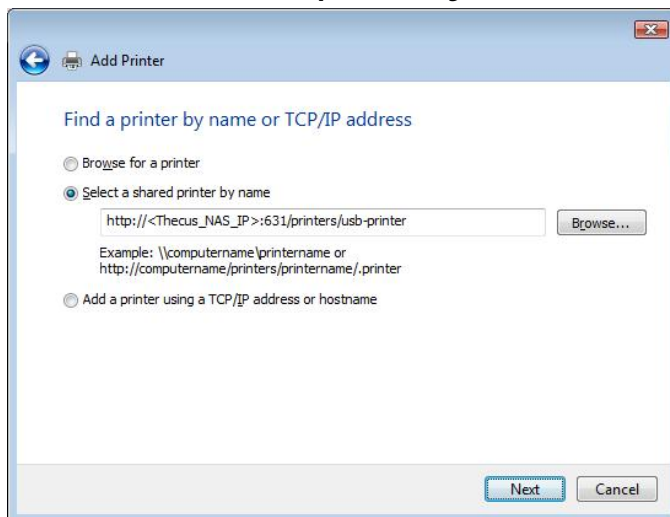 Add Printer
Find a printer by name or TCP/IP address
Browse for a printer
Select a shared printer by name
http://<Thecus_NAS_IP>:631/printers/usb-printer
Browse...
Example: \\computername\printername or
http://computername/printers/printername/.printer
Add a printer using a TCP/IP address or hostname
Next
Cancel